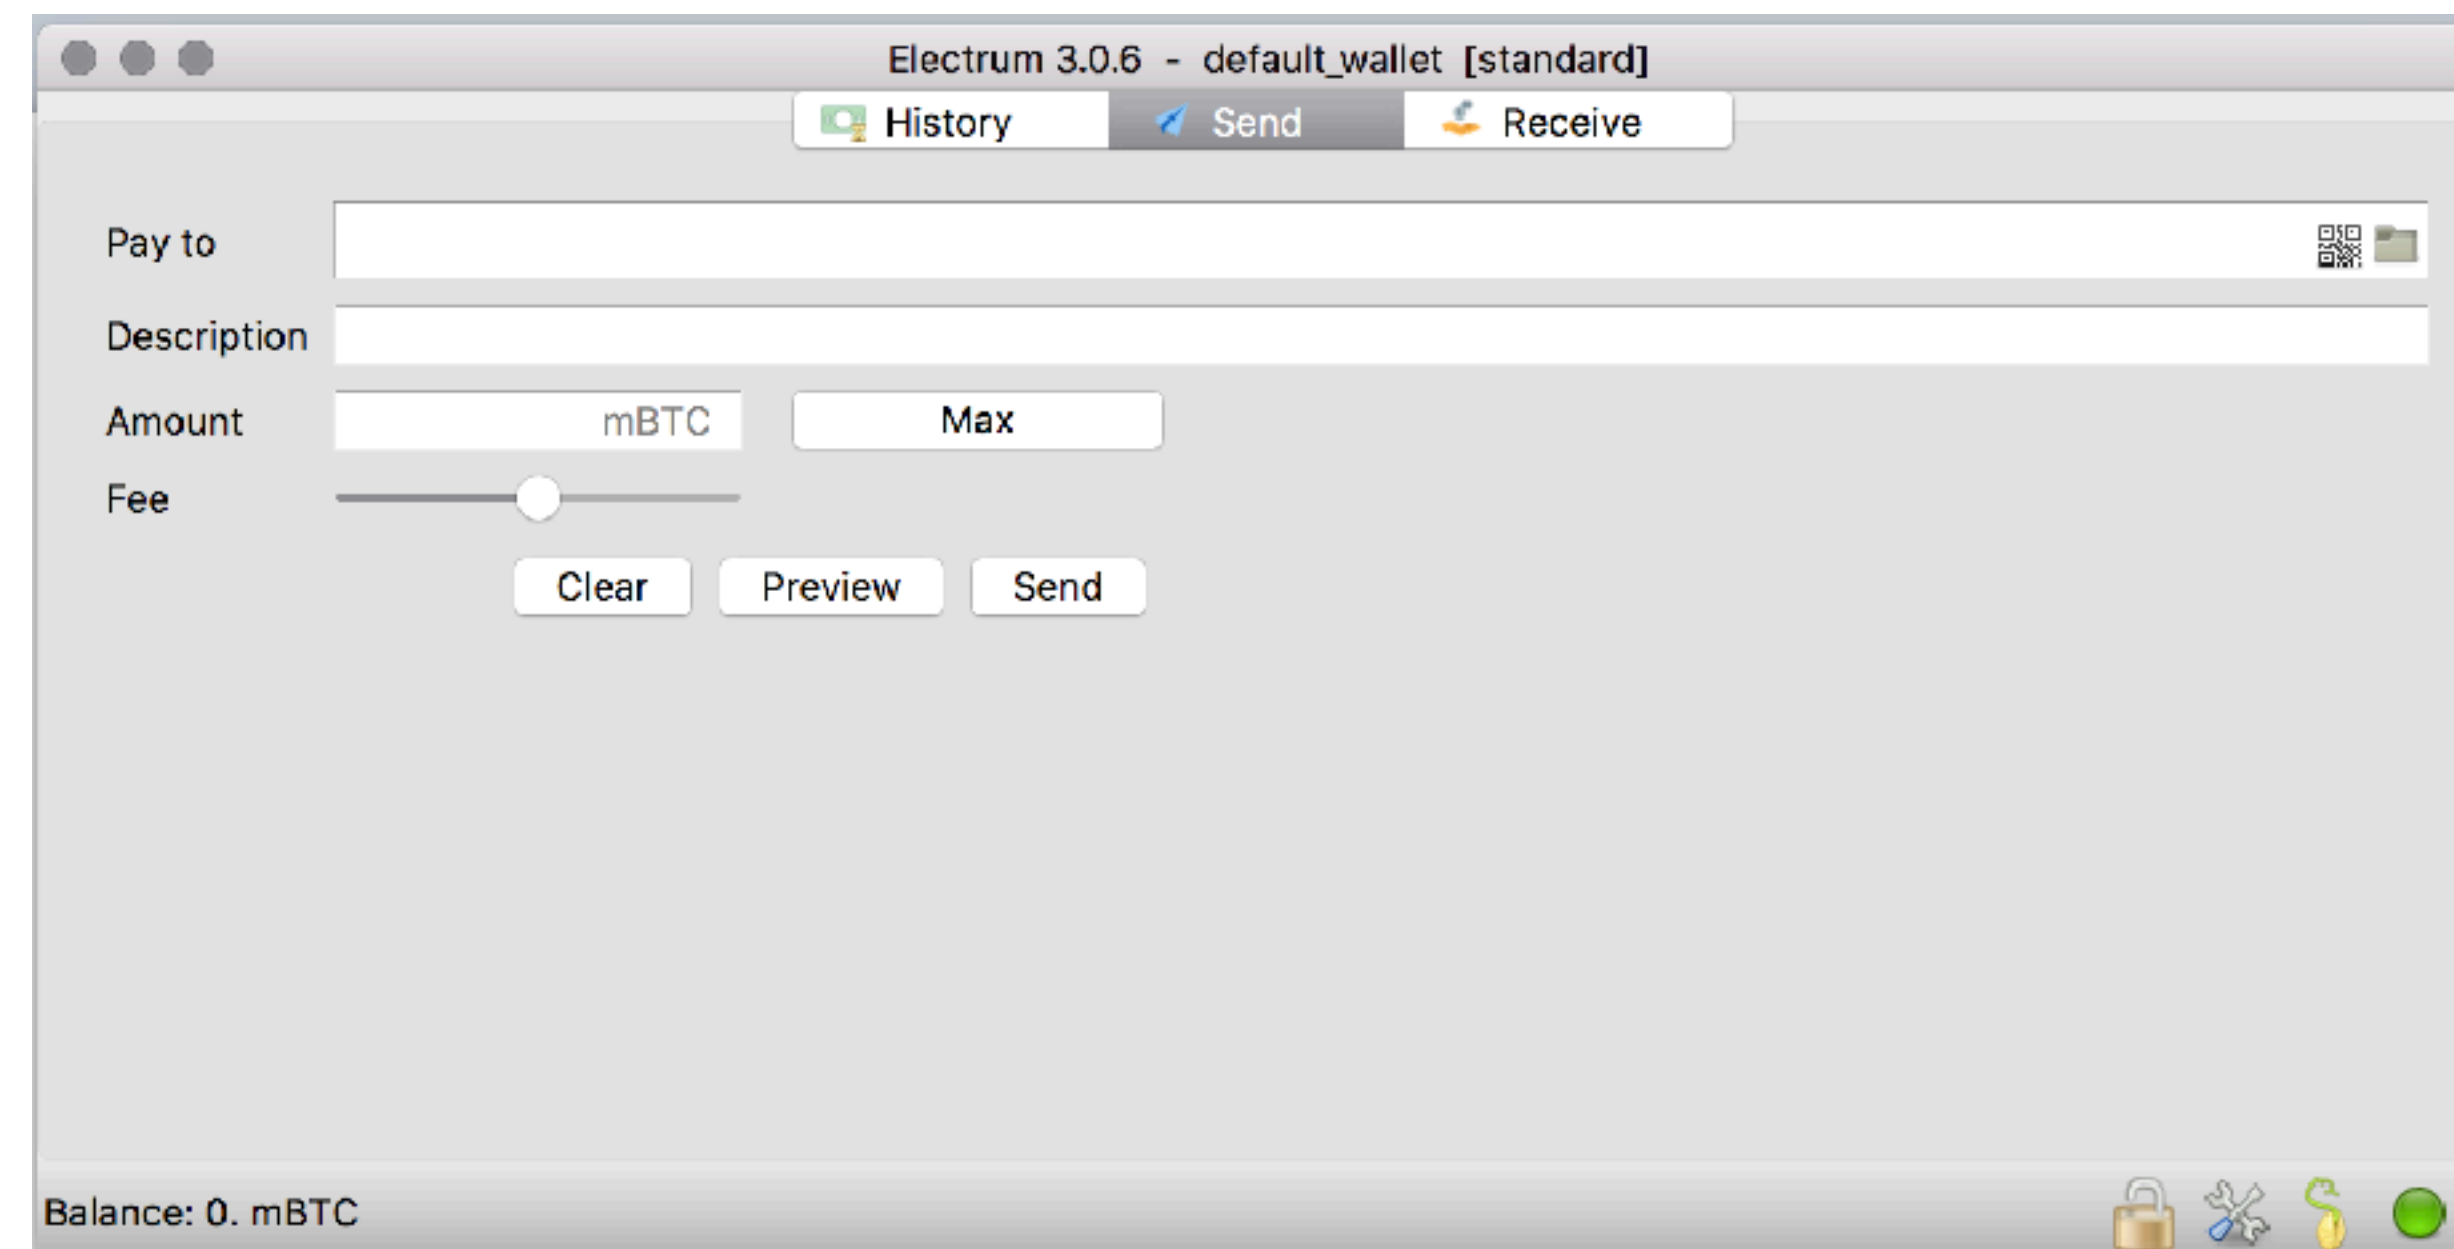 Electrum 3.0.6 - default_wallet [standard]
History Send Receive
Pay to
Description
Amount mBTC Max
Fee
Clear Preview Send
Balance: 0. mBTC